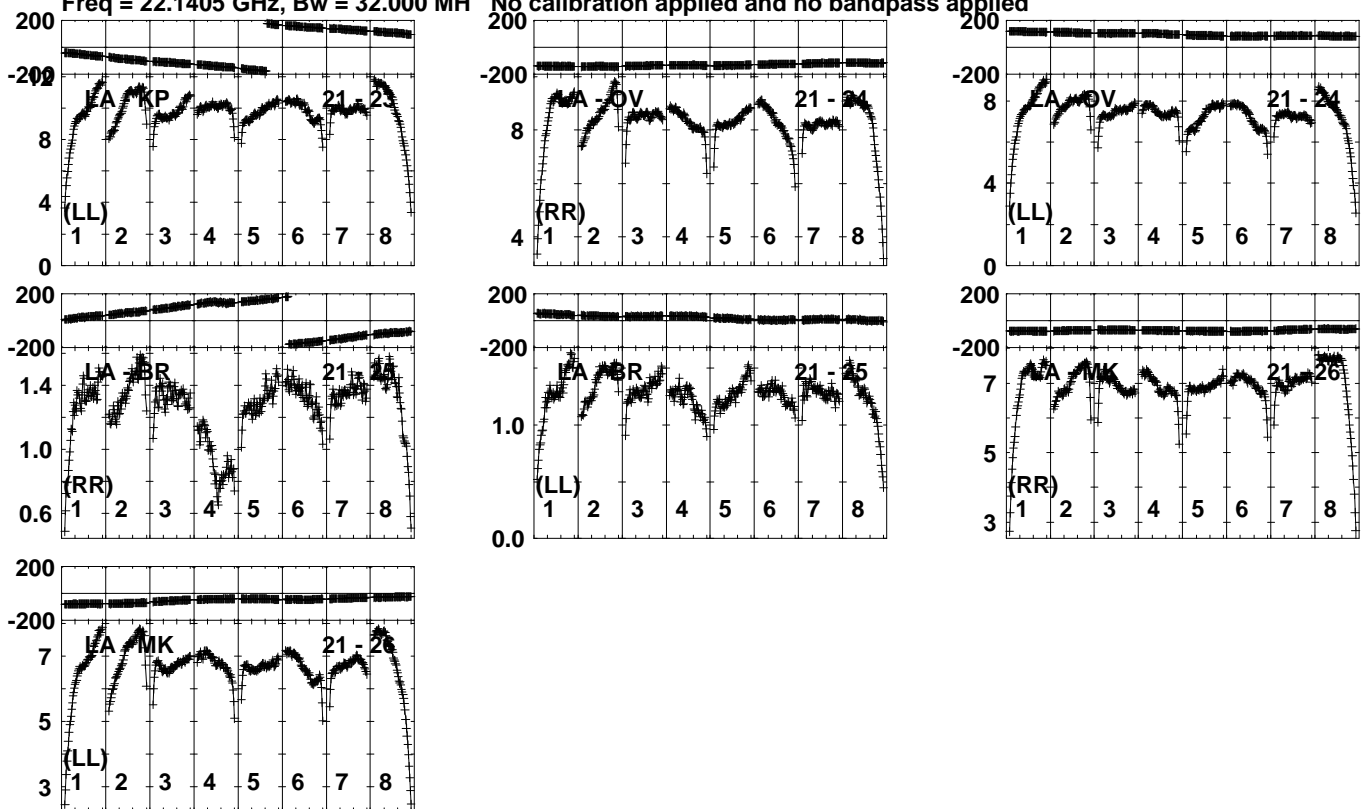 Freq = 22.1405 GHz, Bw = 32.000 MH No calibration applied and no bandpass applied
200
-200
12
8
4
0
LA - KP 21 - 23
(LL)
1 2 3 4 5 6 7 8
-200
8
4
LA - OV 21 - 24
(RR)
1 2 3 4 5 6 7 8
200
-200
8
4
0
LA - OV 21 - 24
(LL)
1 2 3 4 5 6 7 8
200
-200
1.4
1.0
0.6
LA - BR 21 - 25
(RR)
1 2 3 4 5 6 7 8
200
-200
1.0
0.0
LA - BR 21 - 25
(LL)
1 2 3 4 5 6 7 8
200
-200
7
5
3
LA - MK 21 - 26
(RR)
1 2 3 4 5 6 7 8
200
-200
7
5
3
LA - MK 21 - 26
(LL)
1 2 3 4 5 6 7 8